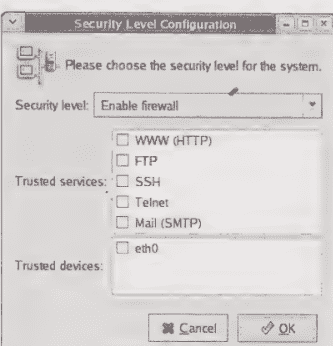 Security Level Configuration
Please choose the security level for the system.
Security level: Enable firewall
WWW (HTTP)
FTP
Trusted services: SSH
Telnet
Mail (SMTP)
eth0
Trusted devices:
Cancel OK